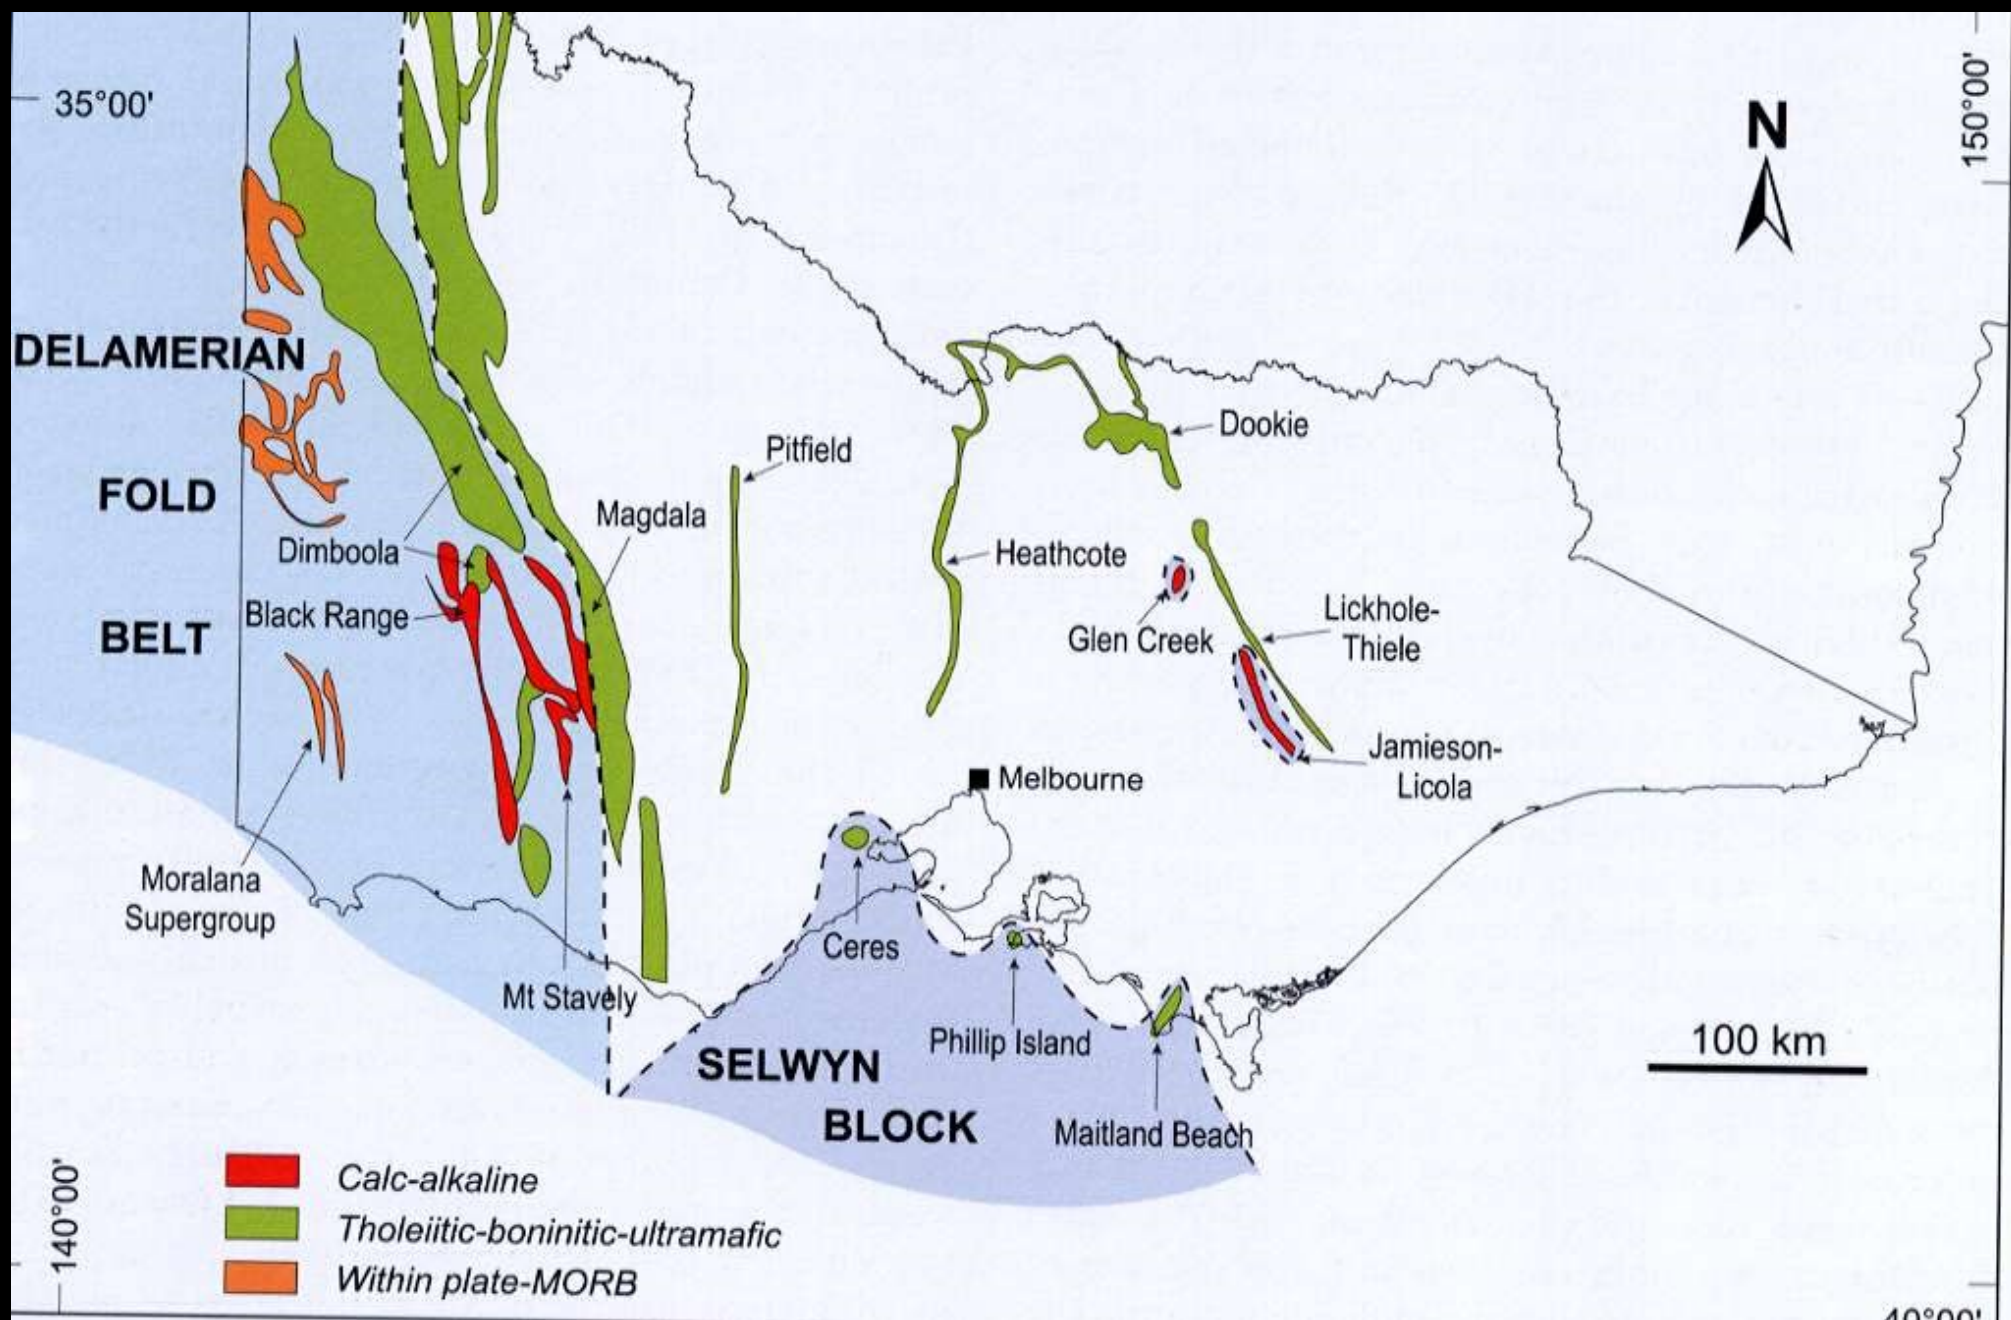 35°00'
150°00'
N
DELAMERIAN
FOLD
BELT
Dookie
Pitfield
Magdala
Dimboola
Heathcote
Black Range
Glen Creek
Lickhole-
Thiele
Jamieson-
Licola
Melbourne
Moralana
Supergroup
Ceres
Mt Stavely
Phillip Island
SELWYN
BLOCK
Maitland Beach
100 km
Calc-alkaline
Tholeiitic-boninitic-ultramafic
Within plate-MORB
140°00'
40°00'